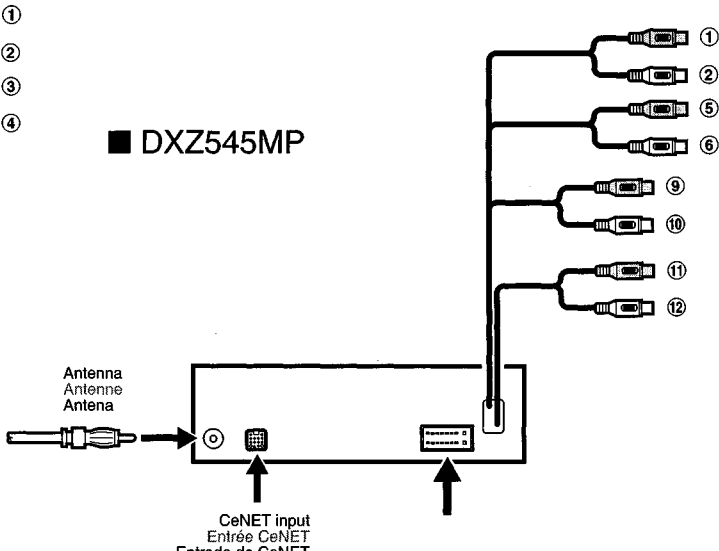 ①
②
③
④
■ DXZ545MP
①
②
⑤
⑥
⑨
⑩
⑪
⑫
Antenna
Antenne
Antena
CeNET input
Entrée CeNET
Entrada de CeNET